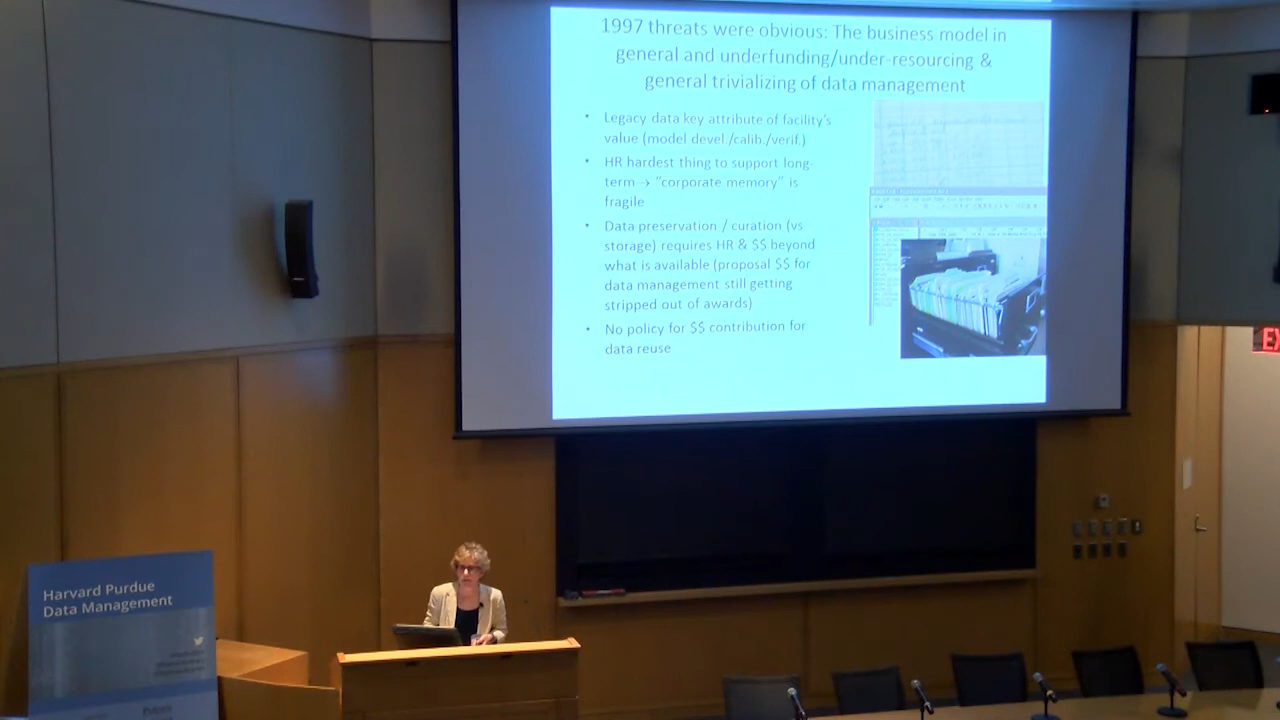 1997 threats were obvious: The business model in
general and underfunding/under-resourcing &
general trivializing of data management
• Legacy data key attribute of facility's
value (model devel./calib./verif.)
• HR hardest thing to support long-
term → "corporate memory" is
fragile
• Data preservation / curation (vs
storage) requires HR & $$ beyond
what is available (proposal $$ for
data management still getting
stripped out of awards)
• No policy for $$ contribution for
data reuse
EX
Harvard Purdue
Data Management